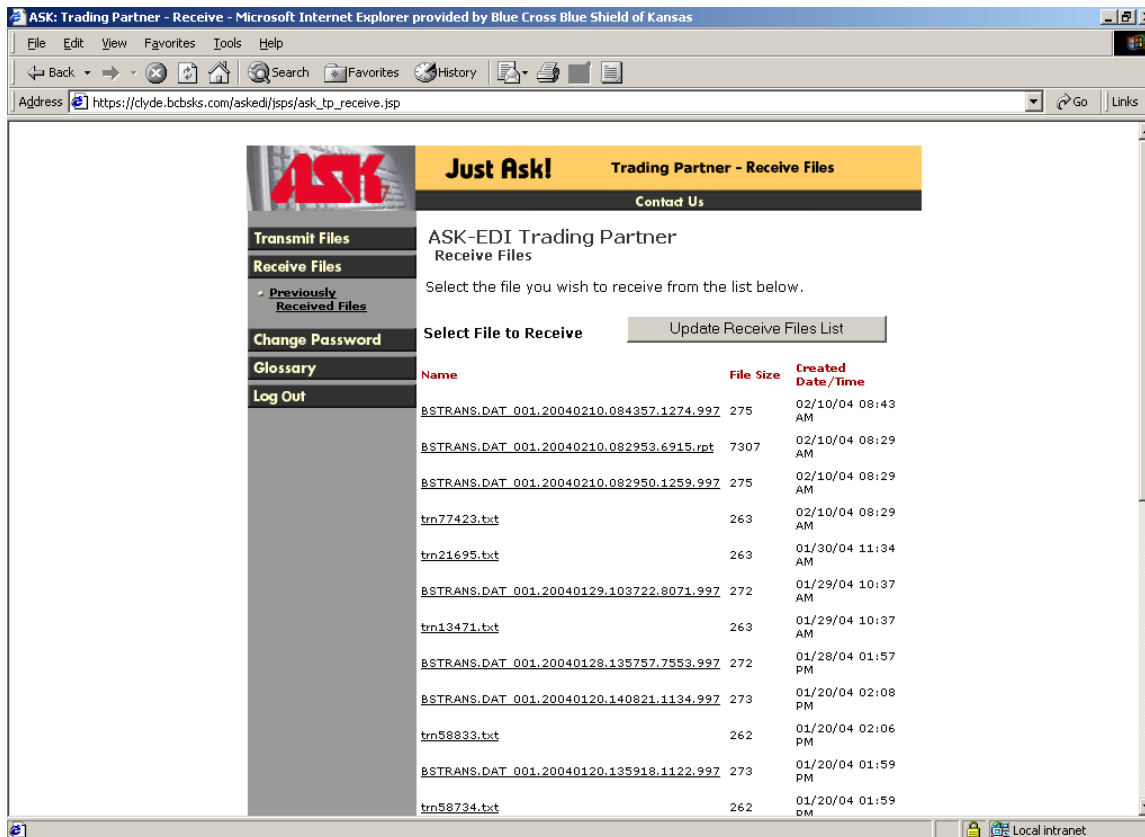 ASK: Trading Partner - Receive - Microsoft Internet Explorer provided by Blue Cross Blue Shield of Kansas
File Edit View Favorites Tools Help
Back Search Favorites History
Address https://clyde.bcbsks.com/askedi/jsps/ask_tp_receive.jsp Go Links
ASK
Just Ask! Trading Partner - Receive Files
Contact Us
Transmit Files
Receive Files
Previously
Received Files
Change Password
Glossary
Log Out
ASK-EDI Trading Partner
Receive Files
Select the file you wish to receive from the list below.
Select File to Receive Update Receive Files List
Name File Size Created
Date/Time
BSTRANS.DAT_001.20040210.084357.1274.997 275 02/10/04 08:43
AM
BSTRANS.DAT_001.20040210.082953.6915.rpt 7307 02/10/04 08:29
AM
BSTRANS.DAT_001.20040210.082950.1259.997 275 02/10/04 08:29
AM
trn77423.txt 263 02/10/04 08:29
AM
trn21695.txt 263 01/30/04 11:34
AM
BSTRANS.DAT_001.20040129.103722.8071.997 272 01/29/04 10:37
AM
trn13471.txt 263 01/29/04 10:37
AM
BSTRANS.DAT_001.20040128.135757.7553.997 272 01/28/04 01:57
PM
BSTRANS.DAT_001.20040120.140821.1134.997 273 01/20/04 02:08
PM
trn58833.txt 262 01/20/04 02:06
PM
BSTRANS.DAT_001.20040120.135918.1122.997 273 01/20/04 01:59
PM
trn58734.txt 262 01/20/04 01:59
PM
Local intranet